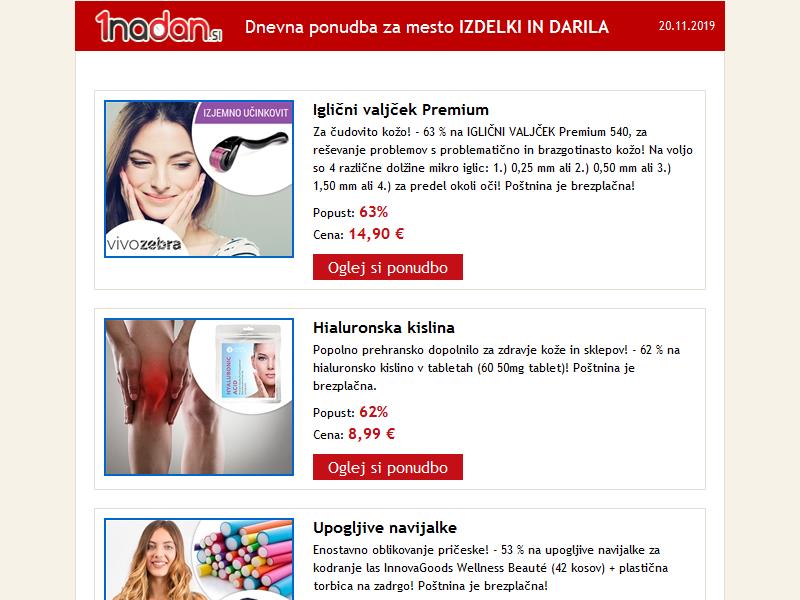 1nadan.si
Dnevna ponudba za mesto IZDELKI IN DARILA
20.11.2019
IZJEMNO UČINKOVIT
vivozebra
Iglični valjček Premium
Za čudovito kožo! - 63 % na IGLIČNI VALJČEK Premium 540, za
reševanje problemov s problematično in brazgotinasto kožo! Na voljo
so 4 različne dolžine mikro iglic: 1.) 0,25 mm ali 2.) 0,50 mm ali 3.)
1,50 mm ali 4.) za predel okoli oči! Poštnina je brezplačna!
Popust: 63%
Cena: 14,90 €
Oglej si ponudbo
HYALURONIC
ACID
Hialuronska kislina
Popolno prehransko dopolnilo za zdravje kože in sklepov! - 62 % na
hialuronsko kislino v tabletah (60 50mg tablet)! Poštnina je
brezplačna.
Popust: 62%
Cena: 8,99 €
Oglej si ponudbo
Upogljive navijalke
Enostavno oblikovanje pričeske! - 53 % na upogljive navijalke za
kodranje las InnovaGoods Wellness Beauté (42 kosov) + plastična
torbica na zadrgo! Poštnina je brezplačna!